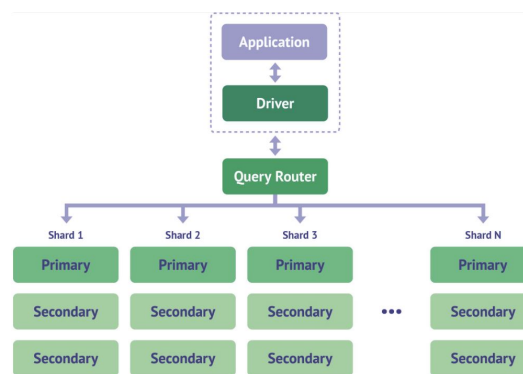 Application
Driver
Query Router
Shard 1 Shard 2 Shard 3 Shard N
Primary Primary Primary Primary
Secondary Secondary Secondary ••• Secondary
Secondary Secondary Secondary Secondary